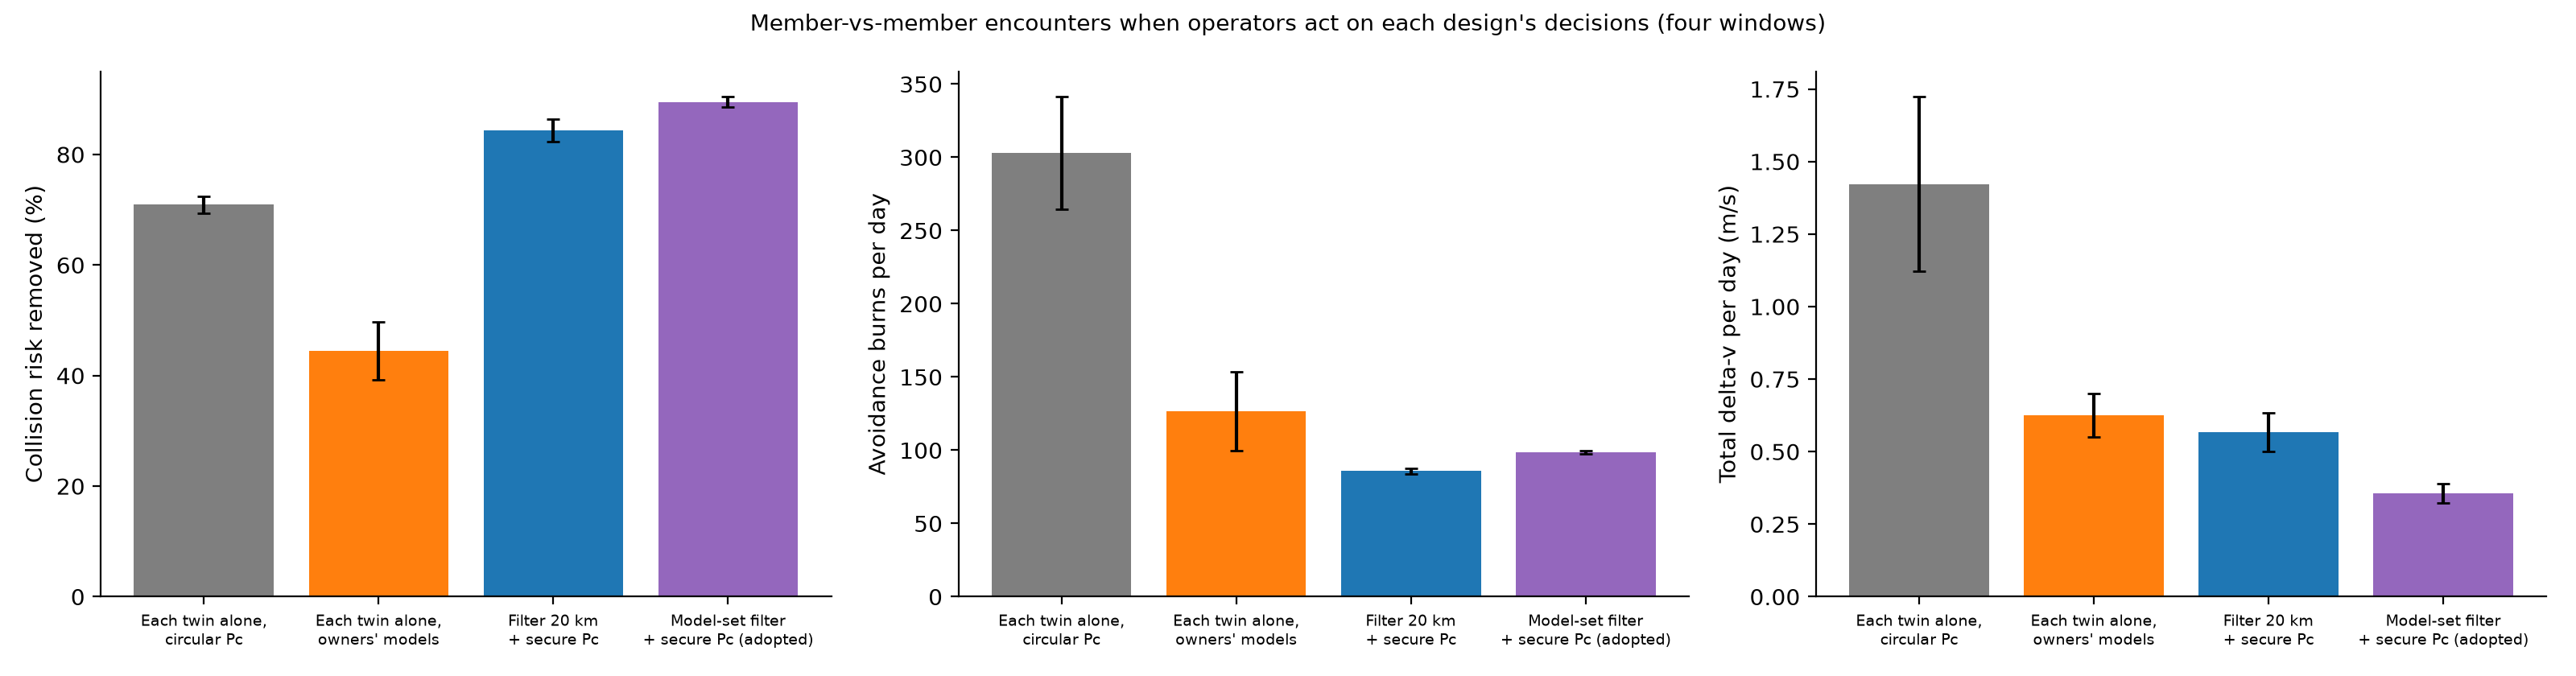 Member-vs-member encounters when operators act on each design's decisions (four windows)
Collision risk removed (%)
80
60
40
20
0
Each twin alone,
circular Pc
Each twin alone,
owners' models
Filter 20 km
+ secure Pc
Model-set filter
+ secure Pc (adopted)
Avoidance burns per day
350
300
250
200
150
100
50
0
Each twin alone,
circular Pc
Each twin alone,
owners' models
Filter 20 km
+ secure Pc
Model-set filter
+ secure Pc (adopted)
Total delta-v per day (m/s)
1.75
1.50
1.25
1.00
0.75
0.50
0.25
0.00
Each twin alone,
circular Pc
Each twin alone,
owners' models
Filter 20 km
+ secure Pc
Model-set filter
+ secure Pc (adopted)